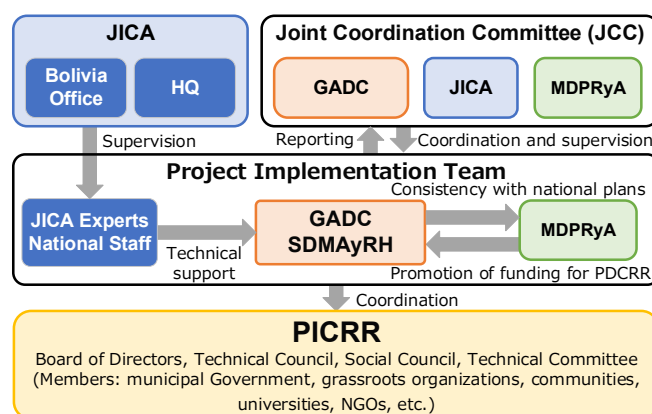 JICA
Bolivia
Office
HQ
Joint Coordination Committee (JCC)
GADC
JICA
MDPRyA
Supervision
Reporting
Coordination and supervision
Project Implementation Team
JICA Experts
National Staff
Technical
support
GADC
SDMAyRH
Consistency with national plans
MDPRyA
Promotion of funding for PDCRR
Coordination
PICRR
Board of Directors, Technical Council, Social Council, Technical Committee
(Members: municipal Government, grassroots organizations, communities,
universities, NGOs, etc.)